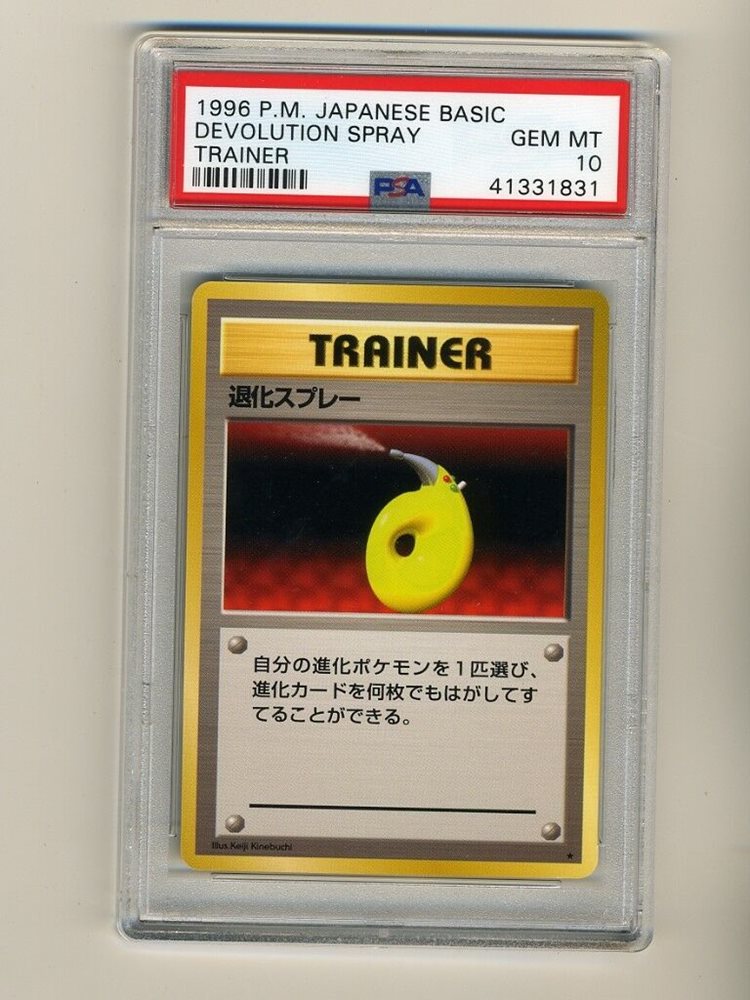 1996 P.M. JAPANESE BASIC
DEVOLUTION SPRAY GEM MT
TRAINER 10
PSA 41331831
TRAINER
退化スプレー
自分の進化ポケモンを1匹選び、
進化カードを何枚でもはがしてす
てることができる。
Illus. Keiji Kinebuchi
★